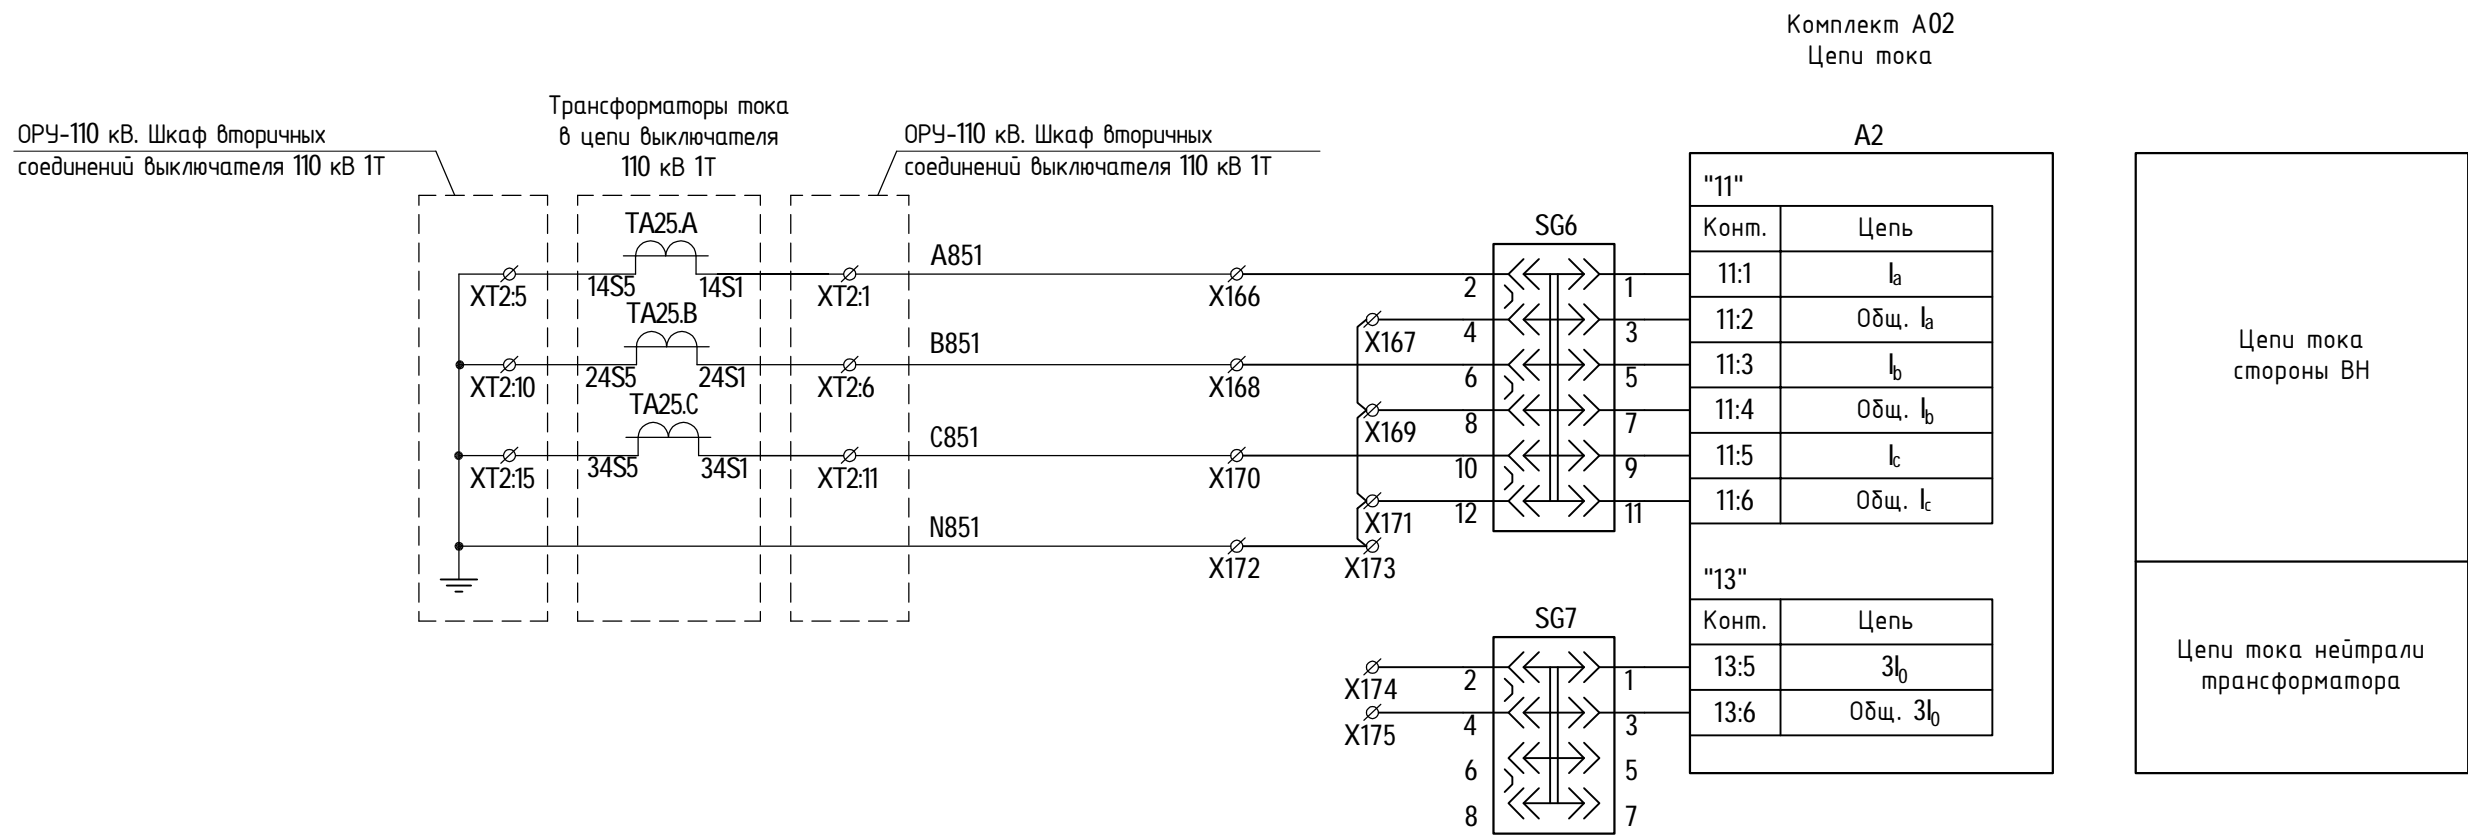 Комплект А02
Цепи тока
ОРУ-110 кВ. Шкаф вторичных
соединений выключателя 110 кВ 1Т
Трансформаторы тока
в цепи выключателя
110 кВ 1Т
ОРУ-110 кВ. Шкаф вторичных
соединений выключателя 110 кВ 1Т
TA25.A
14S5
14S1
XT2:5
XT2:1
A851
X166
TA25.B
24S5
24S1
XT2:10
XT2:6
B851
X168
TA25.C
34S5
34S1
XT2:15
XT2:11
C851
X170
N851
X172
X167
X169
X171
X173
SG6
2
1
4
3
6
5
8
7
10
9
12
11
A2
"11"
Конт. Цепь
11:1 Ia
11:2 Общ. Ia
11:3 Ib
11:4 Общ. Ib
11:5 Ic
11:6 Общ. Ic
"13"
Конт. Цепь
13:5 3I0
13:6 Общ. 3I0
SG7
X174
X175
2
1
4
3
6
5
8
7
Цепи тока
стороны ВН
Цепи тока нейтрали
трансформатора